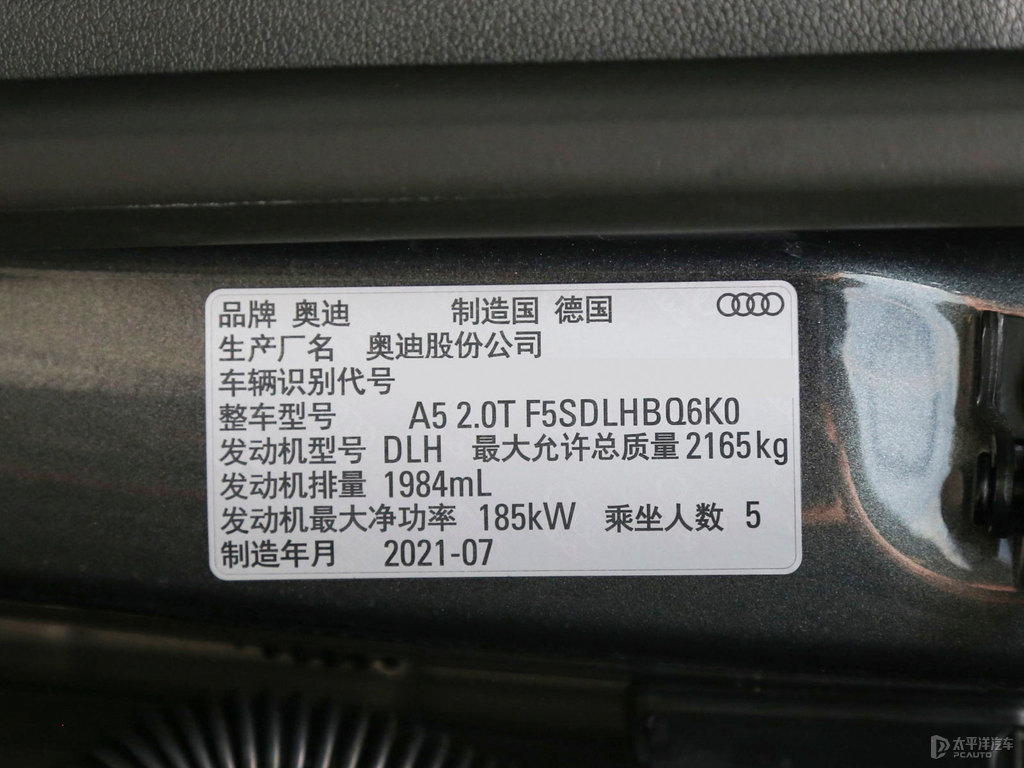 品牌 奥迪 制造国 德国
生产厂名 奥迪股份公司
车辆识别代号
整车型号 A5 2.0T F5SDLHBQ6K0
发动机型号 DLH 最大允许总质量 2165kg
发动机排量 1984mL
发动机最大净功率 185kW 乘坐人数 5
制造年月 2021-07
太平洋汽车
PCAUTO